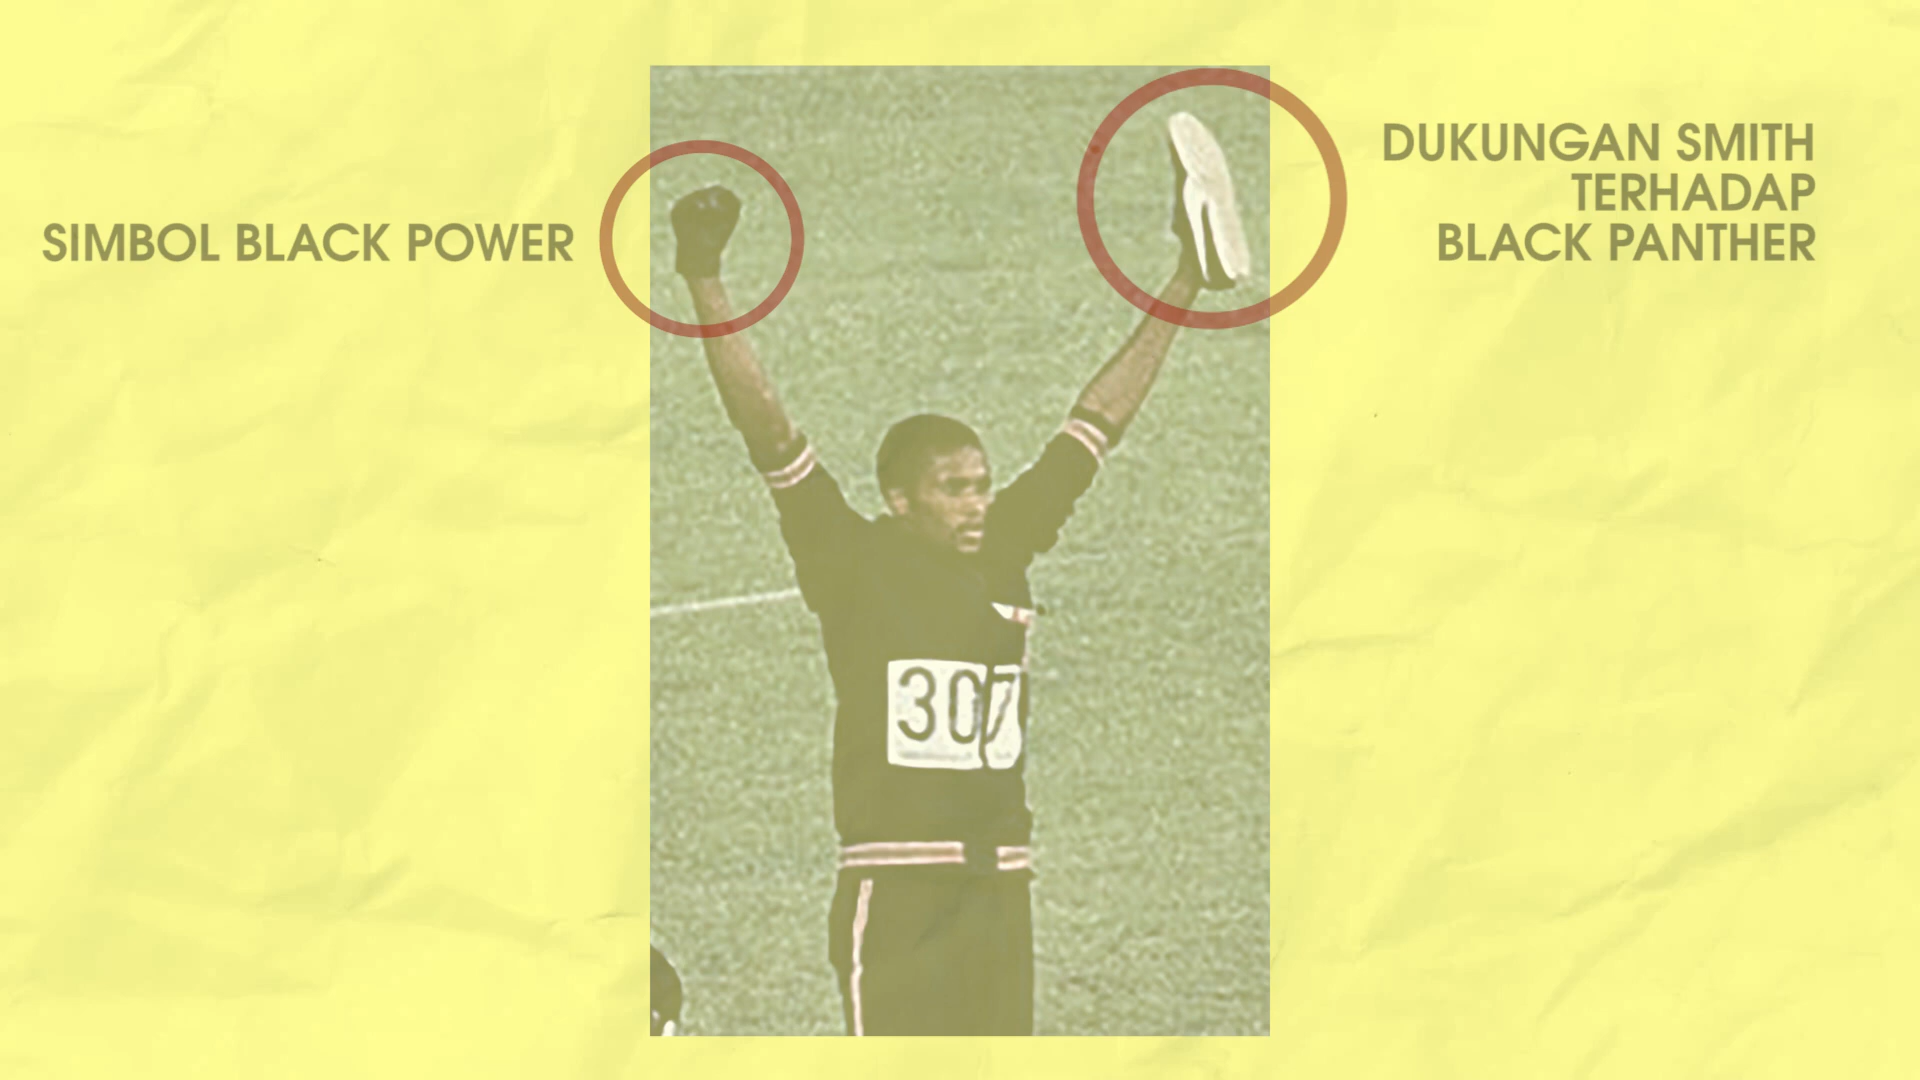 SIMBOL BLACK POWER
DUKUNGAN SMITH
TERHADAP
BLACK PANTHER
307